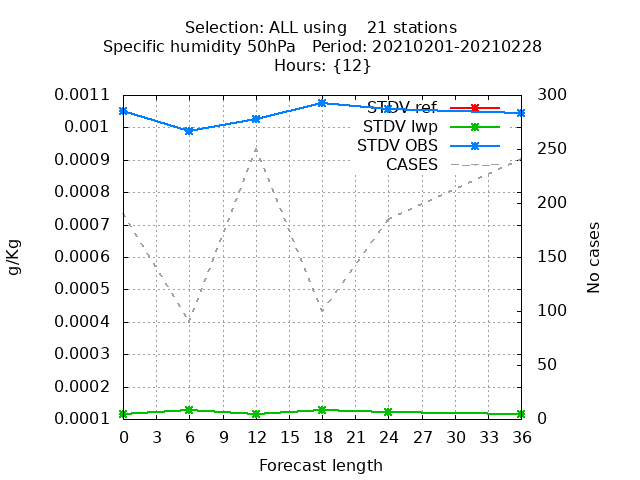 Selection: ALL using    21 stations
Specific humidity 50hPa   Period: 20210201-20210228
Hours: {12}
0.0011
0.001
0.0009
0.0008
0.0007
0.0006
0.0005
0.0004
0.0003
0.0002
0.0001
g/Kg
STDV ref
STDV lwp
STDV OBS
CASES
300
250
200
150
100
50
0
No cases
0 3 6 9 12 15 18 21 24 27 30 33 36
Forecast length